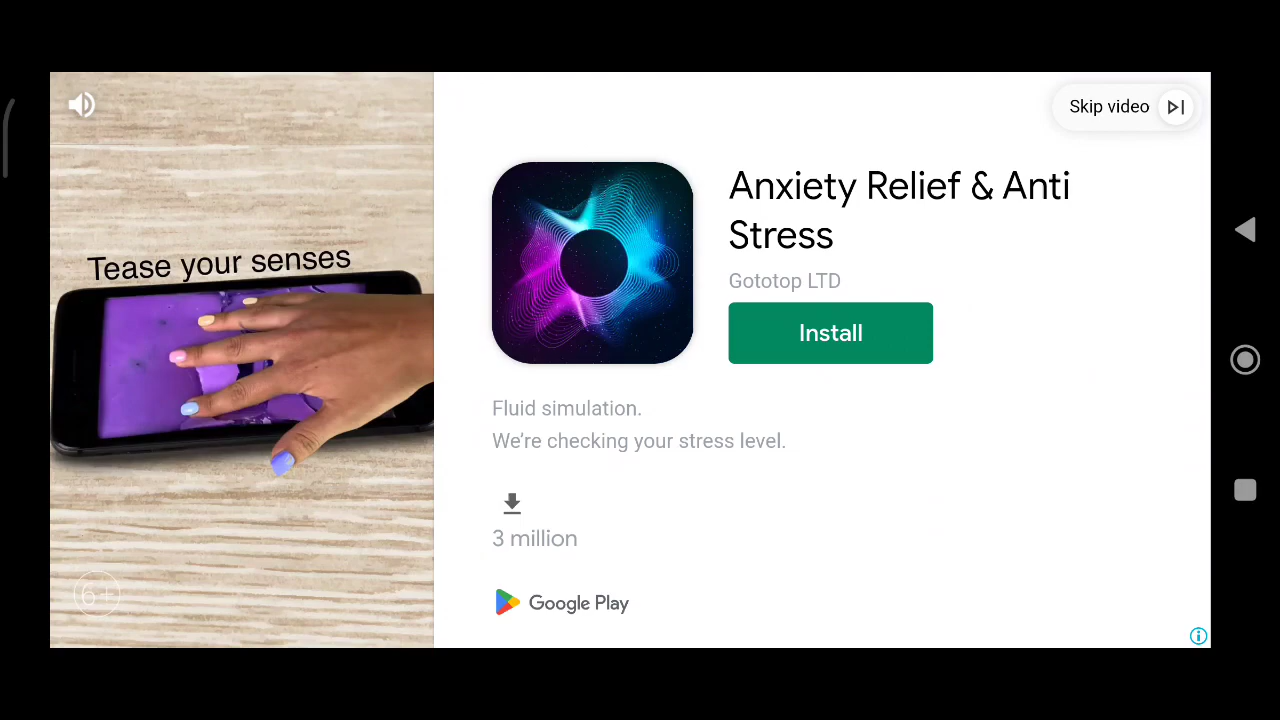 Skip video
Tease your senses
Anxiety Relief & Anti
Stress
Gototop LTD
Install
Fluid simulation.
We're checking your stress level.
3 million
6+
Google Play